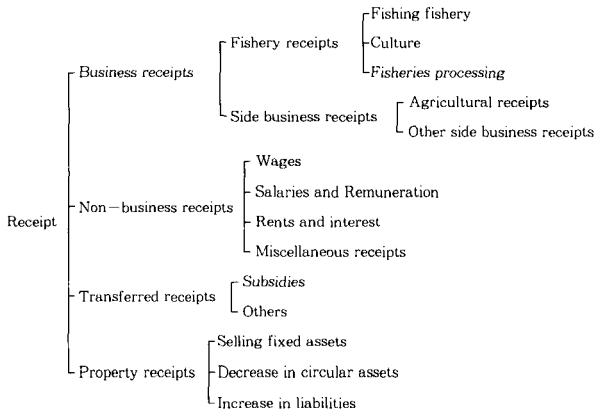 Fishing fishery
Fishery receipts
Culture
Business receipts
Fisheries processing
Agricultural receipts
Side business receipts
Other side business receipts
Wages
Salaries and Remuneration
Non-business receipts
Receipt
Rents and interest
Miscellaneous receipts
Subsidies
Transferred receipts
Others
Selling fixed assets
Property receipts
Decrease in circular assets
Increase in liabilities